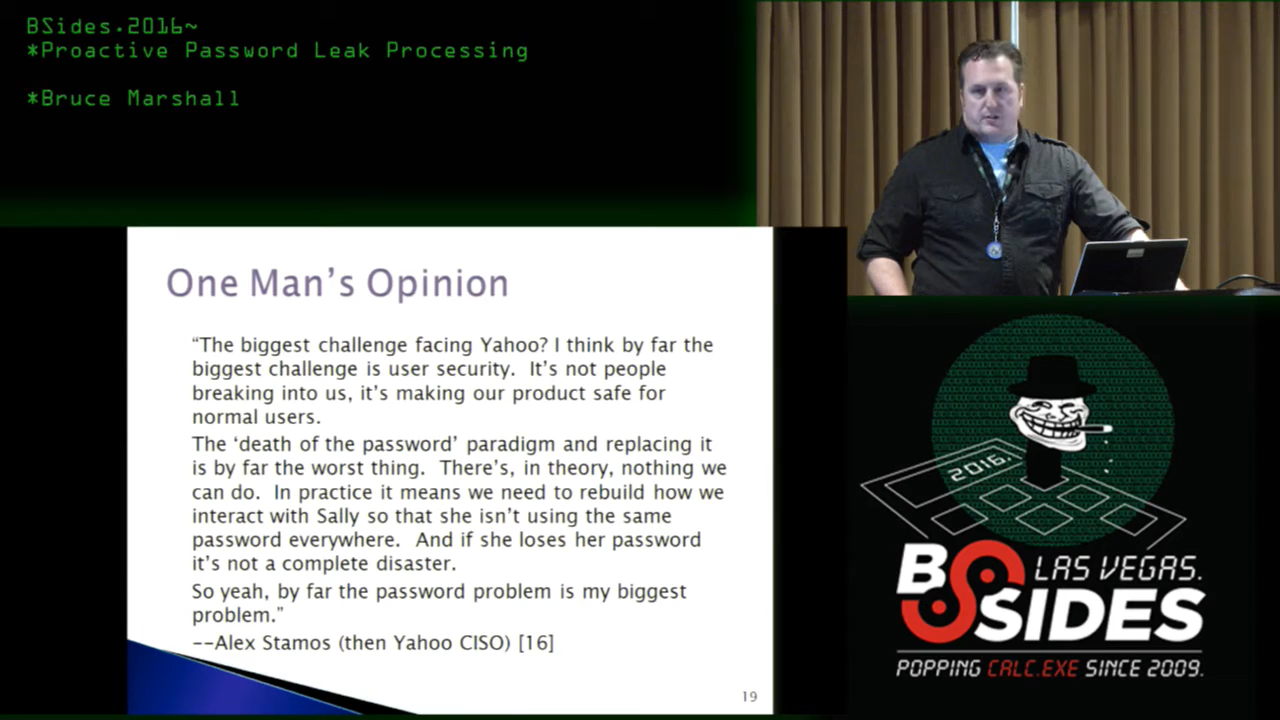 BSides.2016~
*Proactive Password Leak Processing
*Bruce Marshall
One Man's Opinion
“The biggest challenge facing Yahoo? I think by far the
biggest challenge is user security.  It's not people
breaking into us, it's making our product safe for
normal users.
The ‘death of the password’ paradigm and replacing it
is by far the worst thing.  There's, in theory, nothing we
can do.  In practice it means we need to rebuild how we
interact with Sally so that she isn't using the same
password everywhere.  And if she loses her password
it's not a complete disaster.
So yeah, by far the password problem is my biggest
problem.”
--Alex Stamos (then Yahoo CISO) [16]
19
2016.
BSIDES
LAS VEGAS.
POPPING CALC.EXE SINCE 2009.